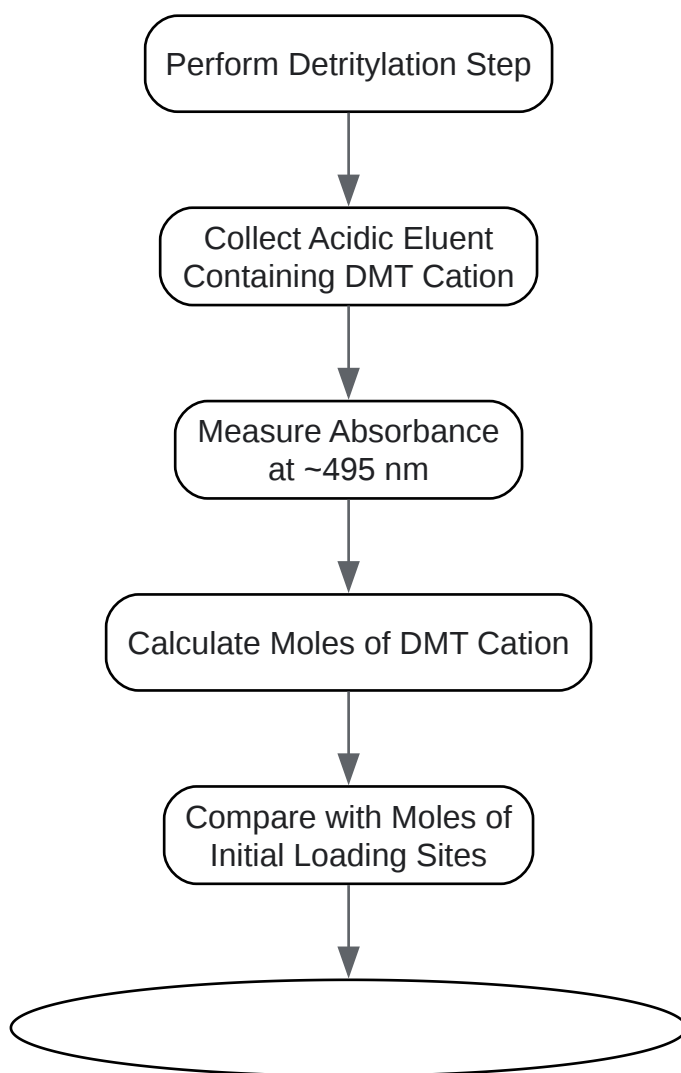 Perform Detritylation Step
Collect Acidic Eluent
Containing DMT Cation
Measure Absorbance
at ~495 nm
Calculate Moles of DMT Cation
Compare with Moles of
Initial Loading Sites